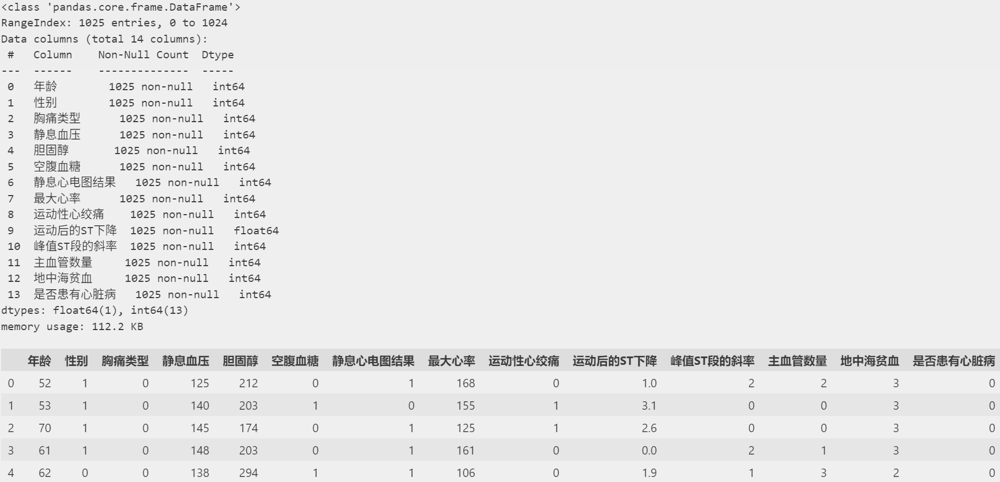 <class 'pandas.core.frame.DataFrame'>
RangeIndex: 1025 entries, 0 to 1024
Data columns (total 14 columns):
 #   Column    Non-Null Count  Dtype
---  ------    --------------  -----
 0   年龄        1025 non-null   int64
 1   性别        1025 non-null   int64
 2   胸痛类型      1025 non-null   int64
 3   静息血压      1025 non-null   int64
 4   胆固醇       1025 non-null   int64
 5   空腹血糖      1025 non-null   int64
 6   静息心电图结果   1025 non-null   int64
 7   最大心率      1025 non-null   int64
 8   运动性心绞痛    1025 non-null   int64
 9   运动后的ST下降  1025 non-null   float64
 10  峰值ST段的斜率  1025 non-null   int64
 11  主血管数量     1025 non-null   int64
 12  地中海贫血     1025 non-null   int64
 13  是否患有心脏病   1025 non-null   int64
dtypes: float64(1), int64(13)
memory usage: 112.2 KB
年龄 性别 胸痛类型 静息血压 胆固醇 空腹血糖 静息心电图结果 最大心率 运动性心绞痛 运动后的ST下降 峰值ST段的斜率 主血管数量 地中海贫血 是否患有心脏病
0 52 1 0 125 212 0 1 168 0 1.0 2 2 3 0
1 53 1 0 140 203 1 0 155 1 3.1 0 0 3 0
2 70 1 0 145 174 0 1 125 1 2.6 0 0 3 0
3 61 1 0 148 203 0 1 161 0 0.0 2 1 3 0
4 62 0 0 138 294 1 1 106 0 1.9 1 3 2 0